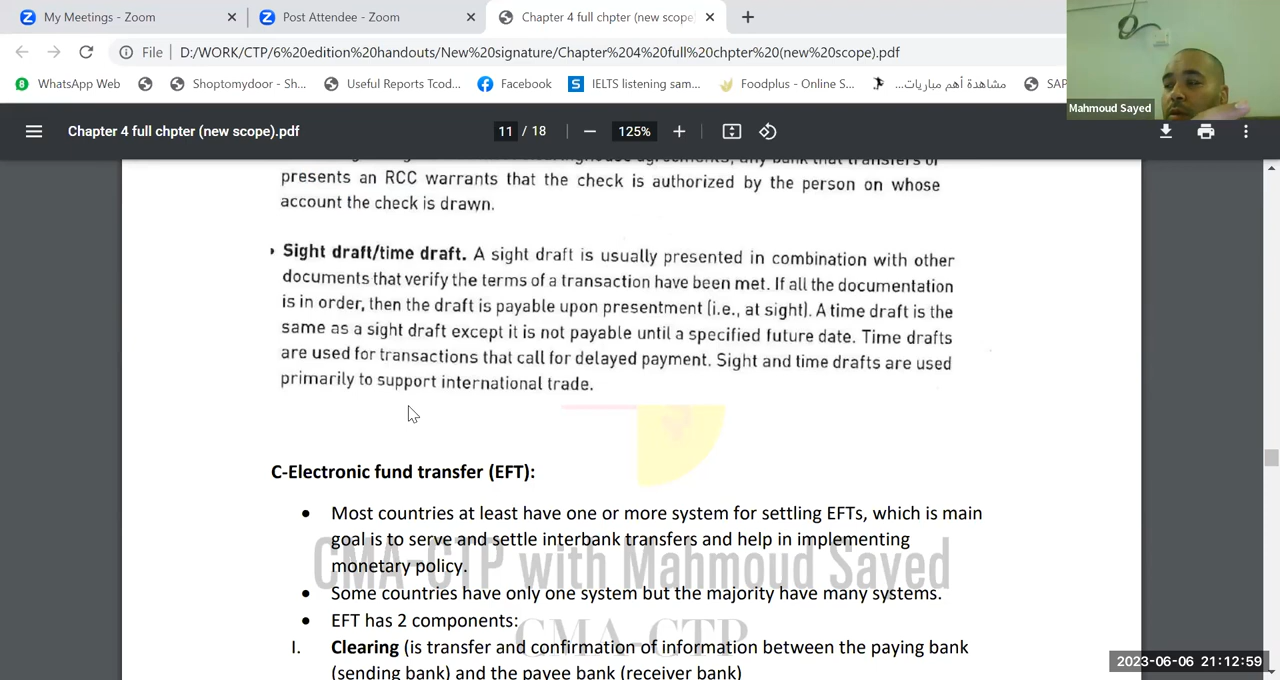 My Meetings - Zoom
Post Attendee - Zoom
Chapter 4 full chpter (new scope)
File
D:/WORK/CTP/6%20edition%20handouts/New%20signature/Chapter%204%20full%20chpter%20(new%20scope).pdf
WhatsApp Web
Shoptomydoor - Sh...
Useful Reports Tcod...
Facebook
IELTS listening sam...
Foodplus - Online S...
مشاهدة أهم مباريات...
SAP
Mahmoud Sayed
Chapter 4 full chpter (new scope).pdf
11 / 18
125%
any bank that transfers or
presents an RCC warrants that the check is authorized by the person on whose
account the check is drawn.
Sight draft/time draft. A sight draft is usually presented in combination with other
documents that verify the terms of a transaction have been met. If all the documentation
is in order, then the draft is payable upon presentment (i.e., at sight). A time draft is the
same as a sight draft except it is not payable until a specified future date. Time drafts
are used for transactions that call for delayed payment. Sight and time drafts are used
primarily to support international trade.
C-Electronic fund transfer (EFT):
• Most countries at least have one or more system for settling EFTs, which is main
goal is to serve and settle interbank transfers and help in implementing
monetary policy.
• Some countries have only one system but the majority have many systems.
• EFT has 2 components:
I. Clearing (is transfer and confirmation of information between the paying bank
(sending bank) and the payee bank (receiver bank)
CMA-CTP with Mahmoud Sayed
CMA-CTP
2023-06-06 21:12:59